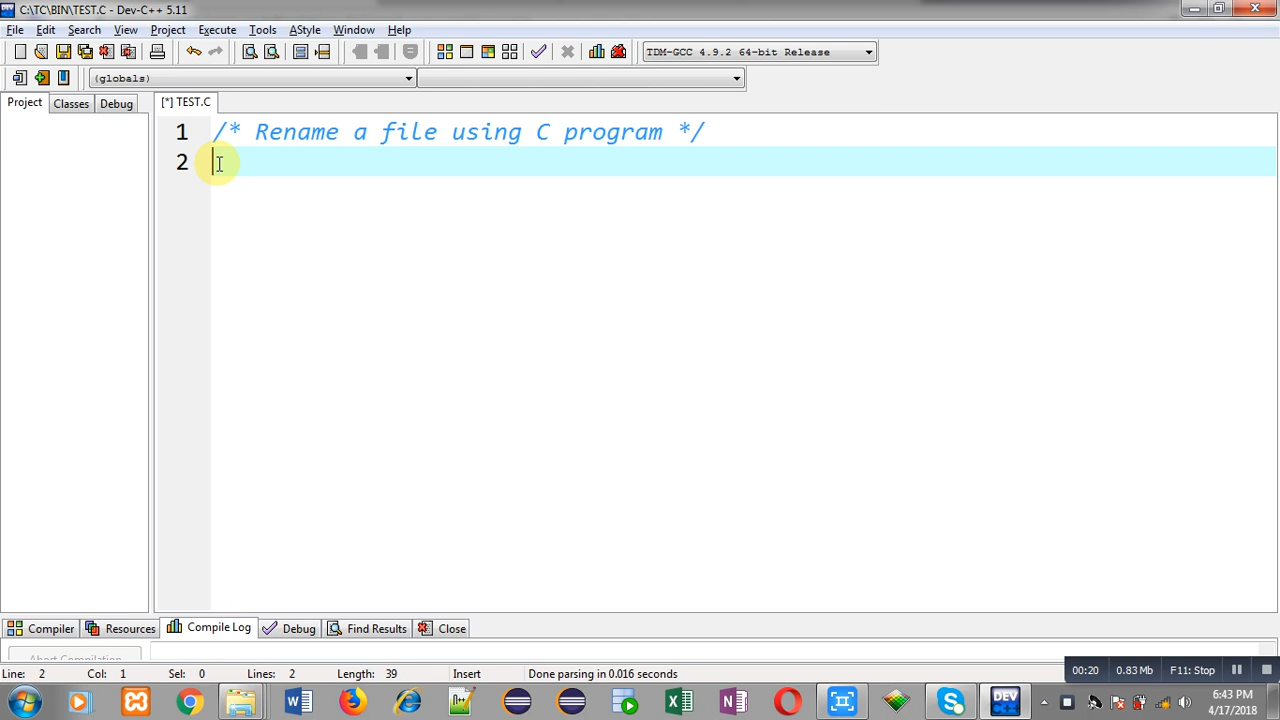 C:\TC\BIN\TEST.C - Dev-C++ 5.11
File Edit Search View Project Execute Tools AStyle Window Help
TDM-GCC 4.9.2 64-bit Release
(globals)
Project Classes Debug [*] TEST.C
1 /* Rename a file using C program */
2
Compiler Resources Compile Log Debug Find Results Close
Abort Compilation
Line: 2 Col: 1 Sel: 0 Lines: 2 Length: 39 Insert Done parsing in 0.016 seconds
00:20 0.83 Mb F11: Stop
6:43 PM
4/17/2018